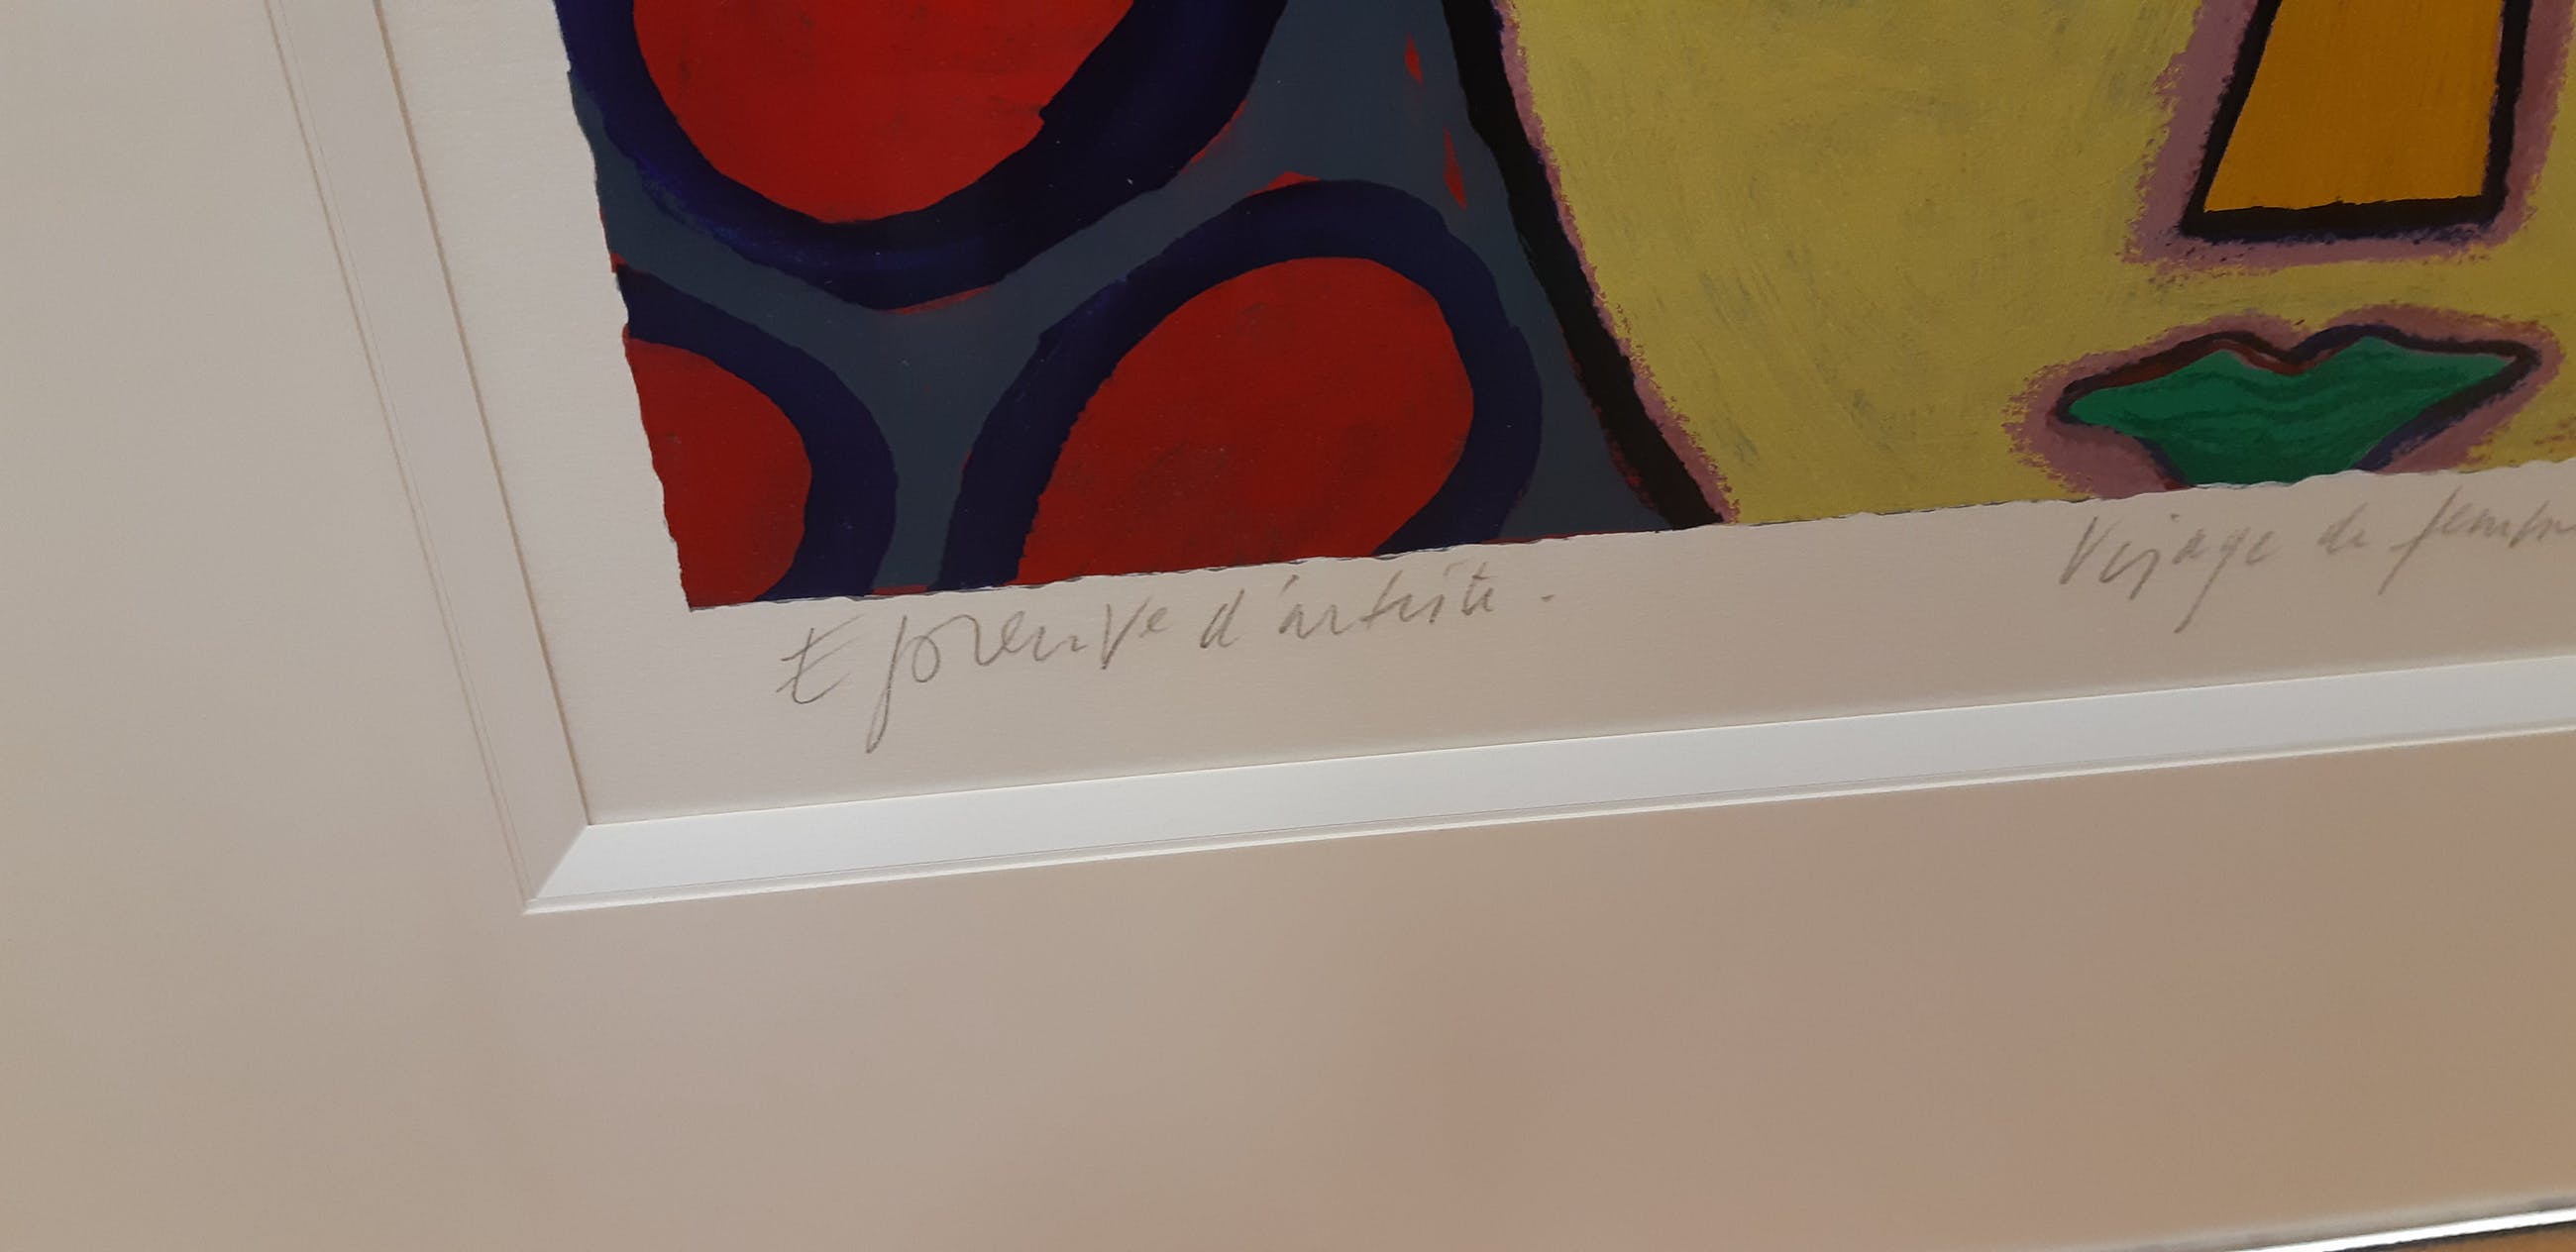 Epreuve d'artiste.
Visage de femme